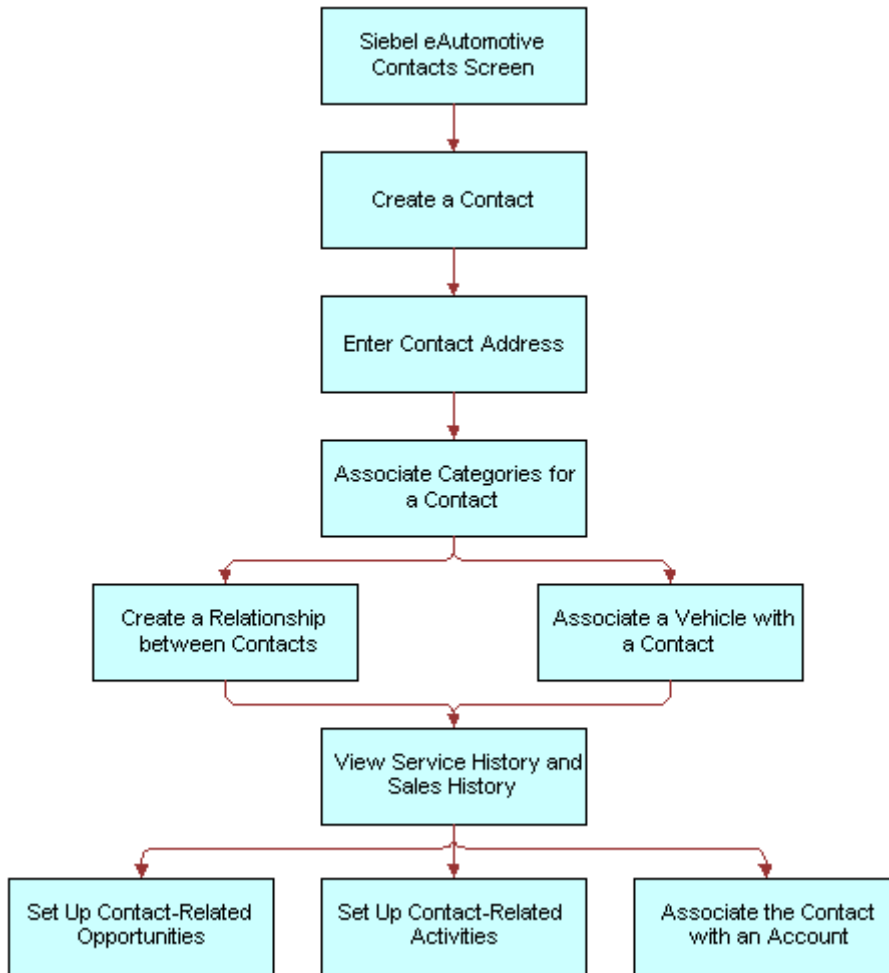 Siebel eAutomotive
Contacts Screen
Create a Contact
Enter Contact Address
Associate Categories for
a Contact
Create a Relationship
between Contacts
Associate a Vehicle with
a Contact
View Service History and
Sales History
Set Up Contact-Related
Opportunities
Set Up Contact-Related
Activities
Associate the Contact
with an Account